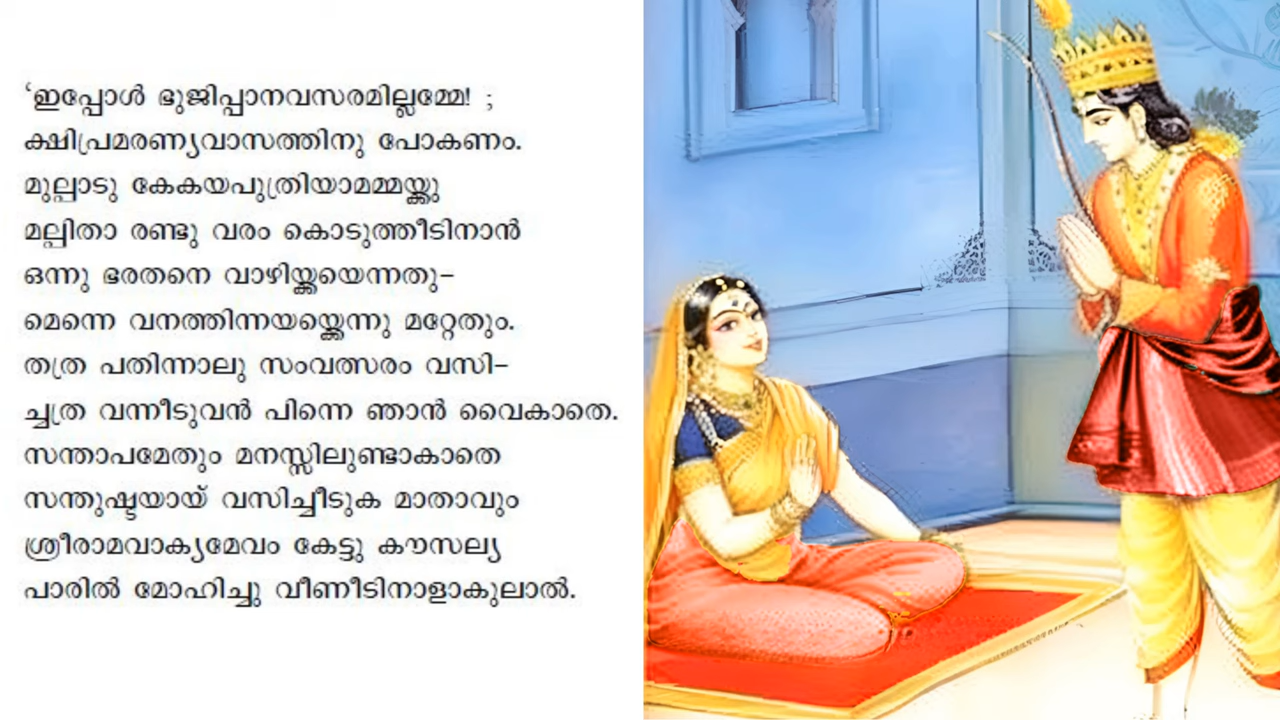 ‘ഇപ്പോൾ ഭുജിപ്പാനവസരമില്ലമ്മേ! ;
ക്ഷിപ്രമരണ്യവാസത്തിനു പോകണം.
മുല്പാടു കേകയപുത്രിയാമമ്മയ്ക്കു
മല്പിതാ രണ്ടു വരം കൊടുത്തീടിനാൻ
ഒന്നു ഭരതനെ വാഴിയ്ക്കയെന്നതു–
മെന്നെ വനത്തിന്നയയ്ക്കെന്നു മറ്റേതും.
തത്ര പതിന്നാലു സംവത്സരം വസി–
ച്ചത്ര വന്നീടുവൻ പിന്നെ ഞാൻ വൈകാതെ.
സന്താപമേതും മനസ്സിലുണ്ടാകാതെ
സന്തുഷ്ടയായ് വസിച്ചീടുക മാതാവും
ശ്രീരാമവാക്യമേവം കേട്ടു കൗസല്യ
പാരിൽ മോഹിച്ചു വീണീടിനാളാകുലാൽ.